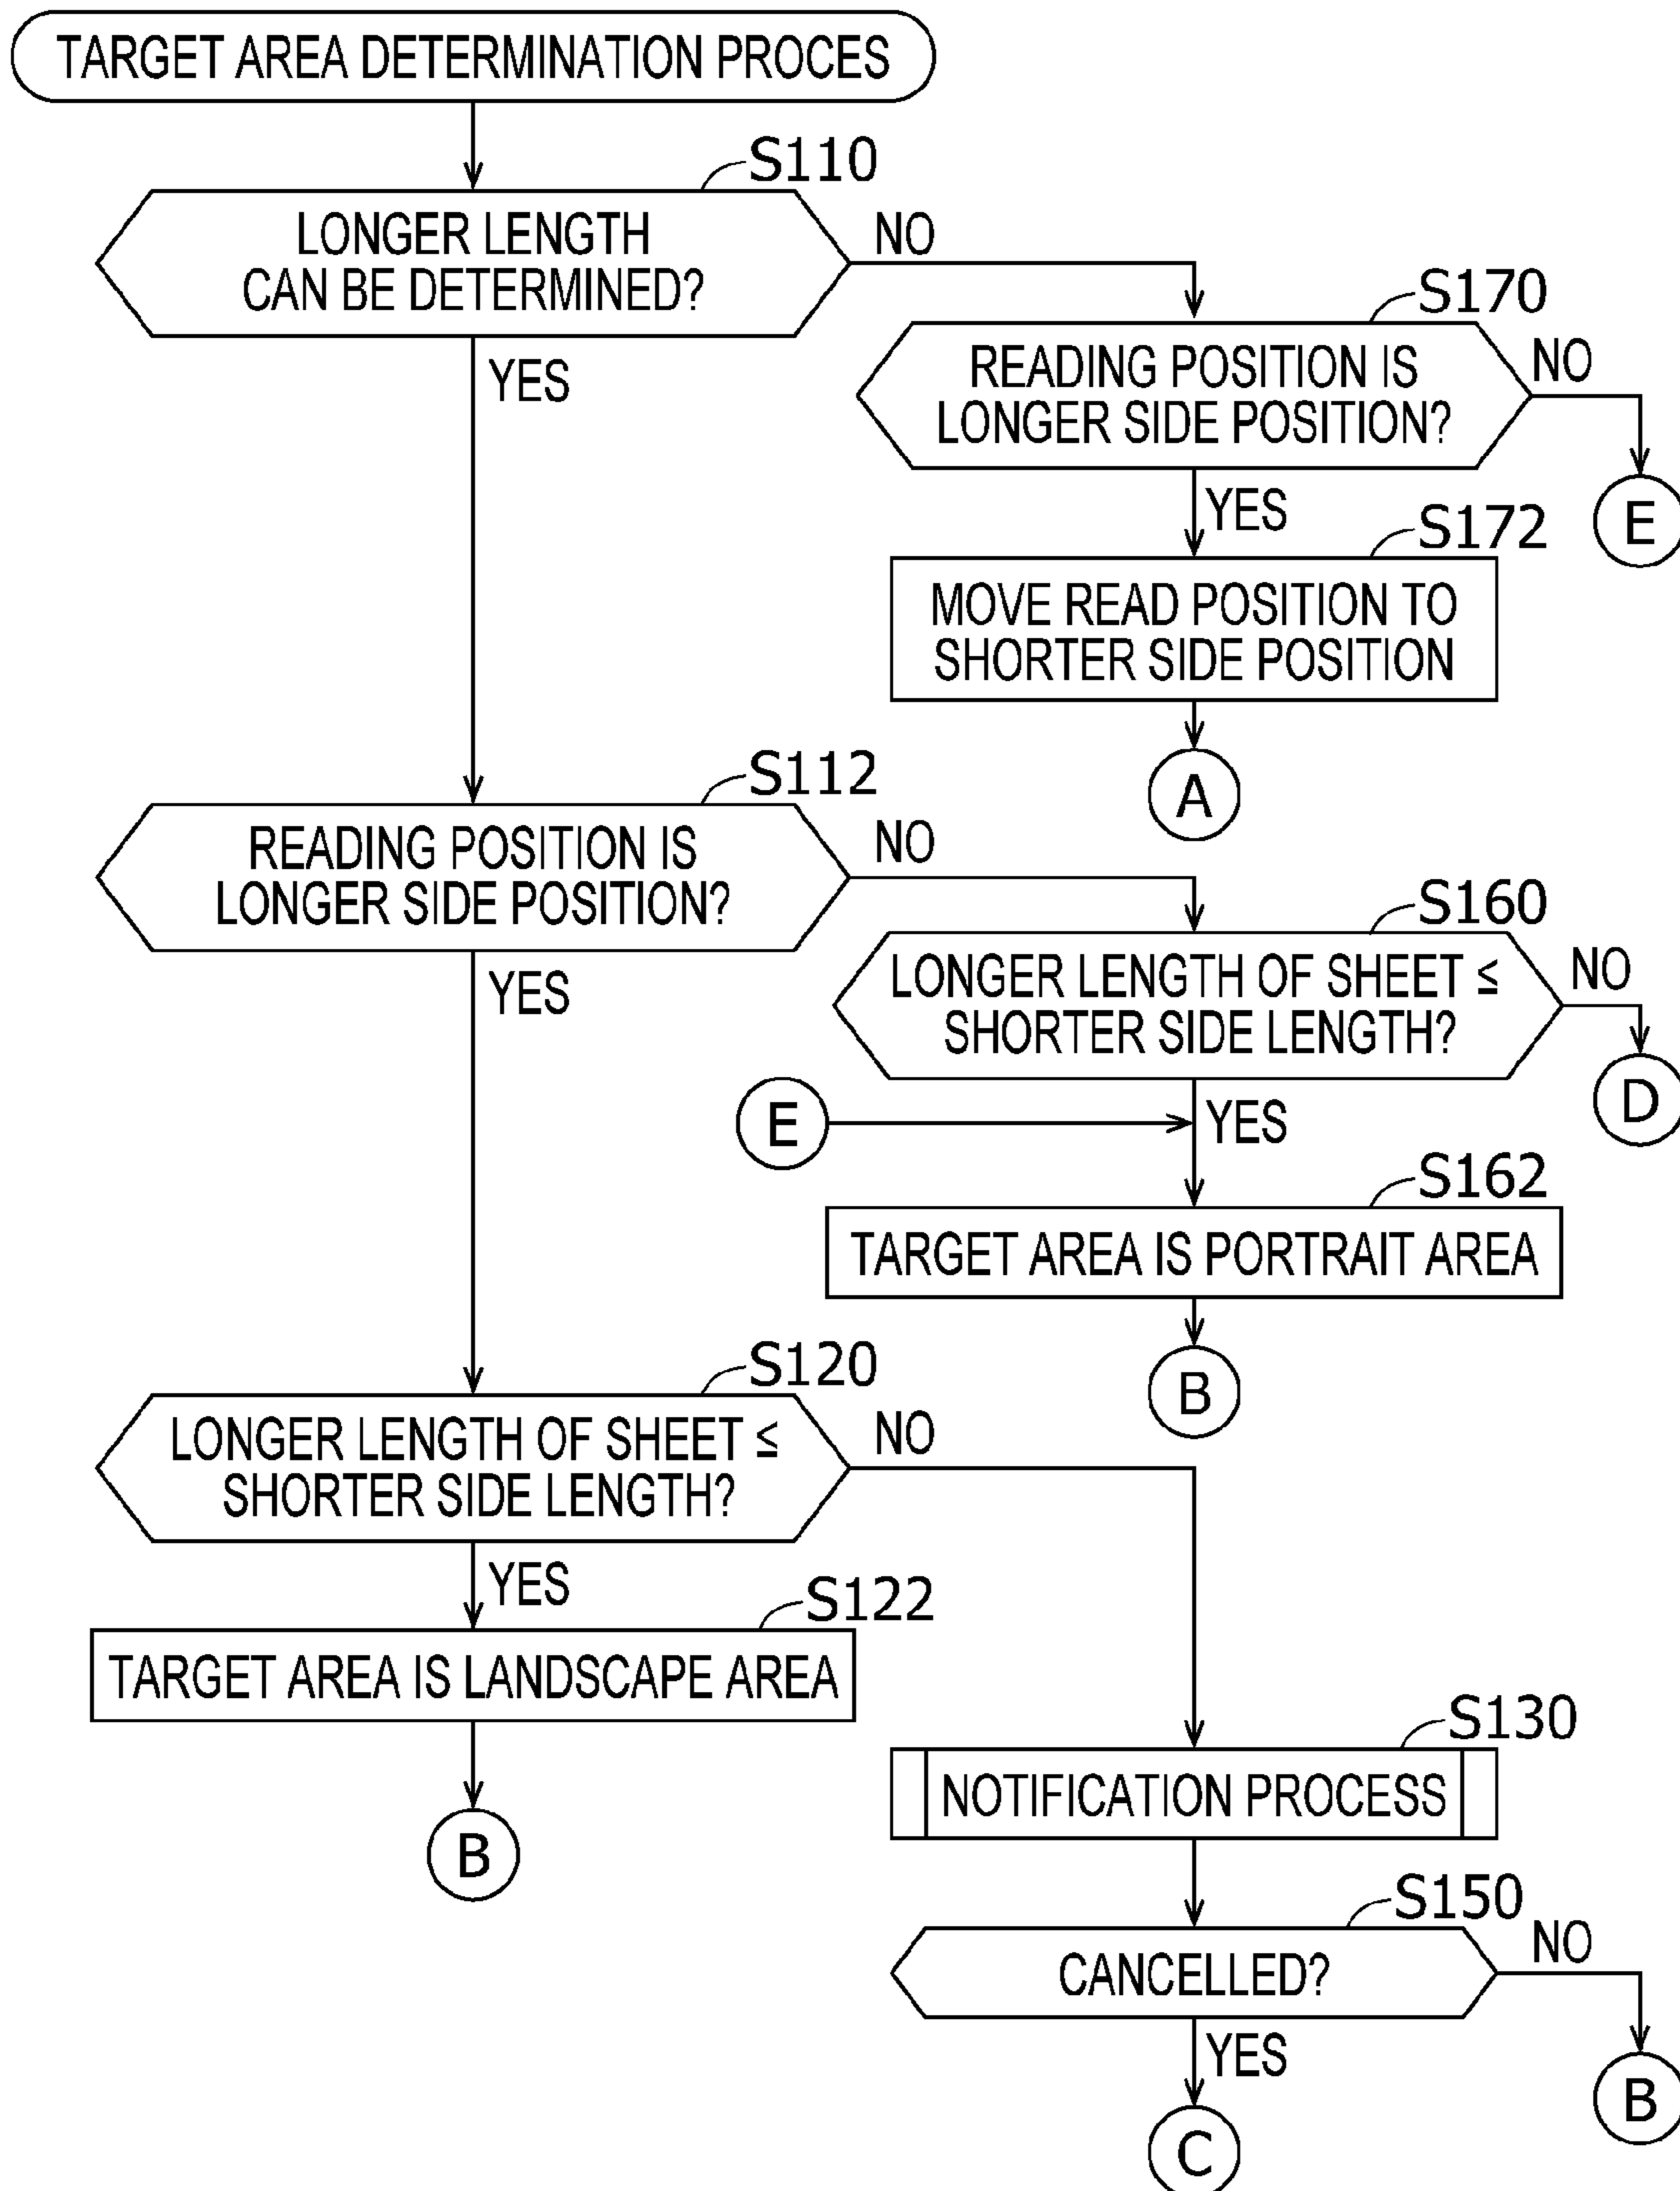 TARGET AREA DETERMINATION PROCES
S110
LONGER LENGTH
CAN BE DETERMINED?
NO
YES
S170
READING POSITION IS
LONGER SIDE POSITION?
NO
E
YES
S172
MOVE READ POSITION TO
SHORTER SIDE POSITION
A
S112
READING POSITION IS
LONGER SIDE POSITION?
NO
YES
S160
LONGER LENGTH OF SHEET ≦
SHORTER SIDE LENGTH?
NO
D
E
YES
S162
TARGET AREA IS PORTRAIT AREA
B
S120
LONGER LENGTH OF SHEET ≦
SHORTER SIDE LENGTH?
NO
YES
S122
TARGET AREA IS LANDSCAPE AREA
B
S130
NOTIFICATION PROCESS
S150
CANCELLED?
NO
B
YES
C